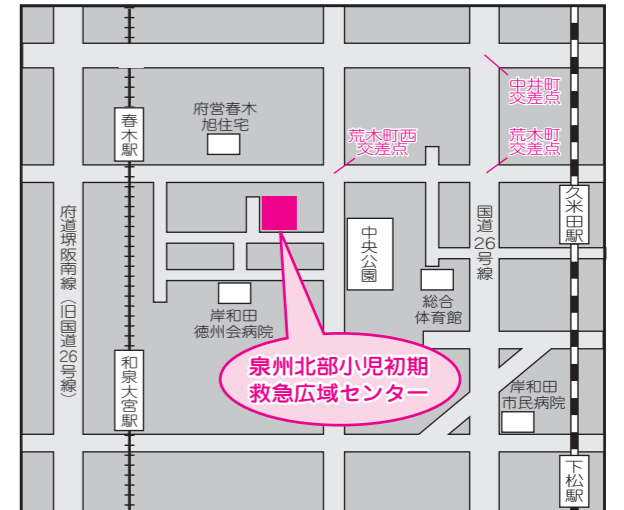 中井町
交差点
府営春木
旭住宅
春木駅
荒木町西
交差点
荒木町
交差点
久米田駅
府道堺阪南線（旧国道26号線）
国道26号線
中央公園
総合
体育館
岸和田
徳州会病院
和泉大宮駅
泉州北部小児初期
救急広域センター
岸和田
市民病院
下松駅